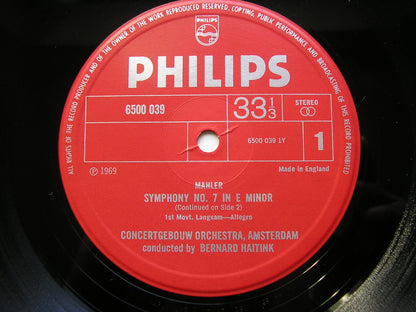 ALL RIGHTS OF THE RECORD PRODUCER AND OF THE OWNER OF THE WORK REPRODUCED RESERVED. COPYING, PUBLIC PERFORMANCE AND BROADCASTING OF THIS RECORD PROHIBITED
PHILIPS
PHILIPS
6500 039
33 1/3
STEREO
6500 039 1Y
1
℗ 1969
Made in England
MAHLER
SYMPHONY NO. 7 IN E MINOR
(Continued on Side 2)
1st Movt. Langsam—Allegro
CONCERTGEBOUW ORCHESTRA, AMSTERDAM
conducted by BERNARD HAITINK